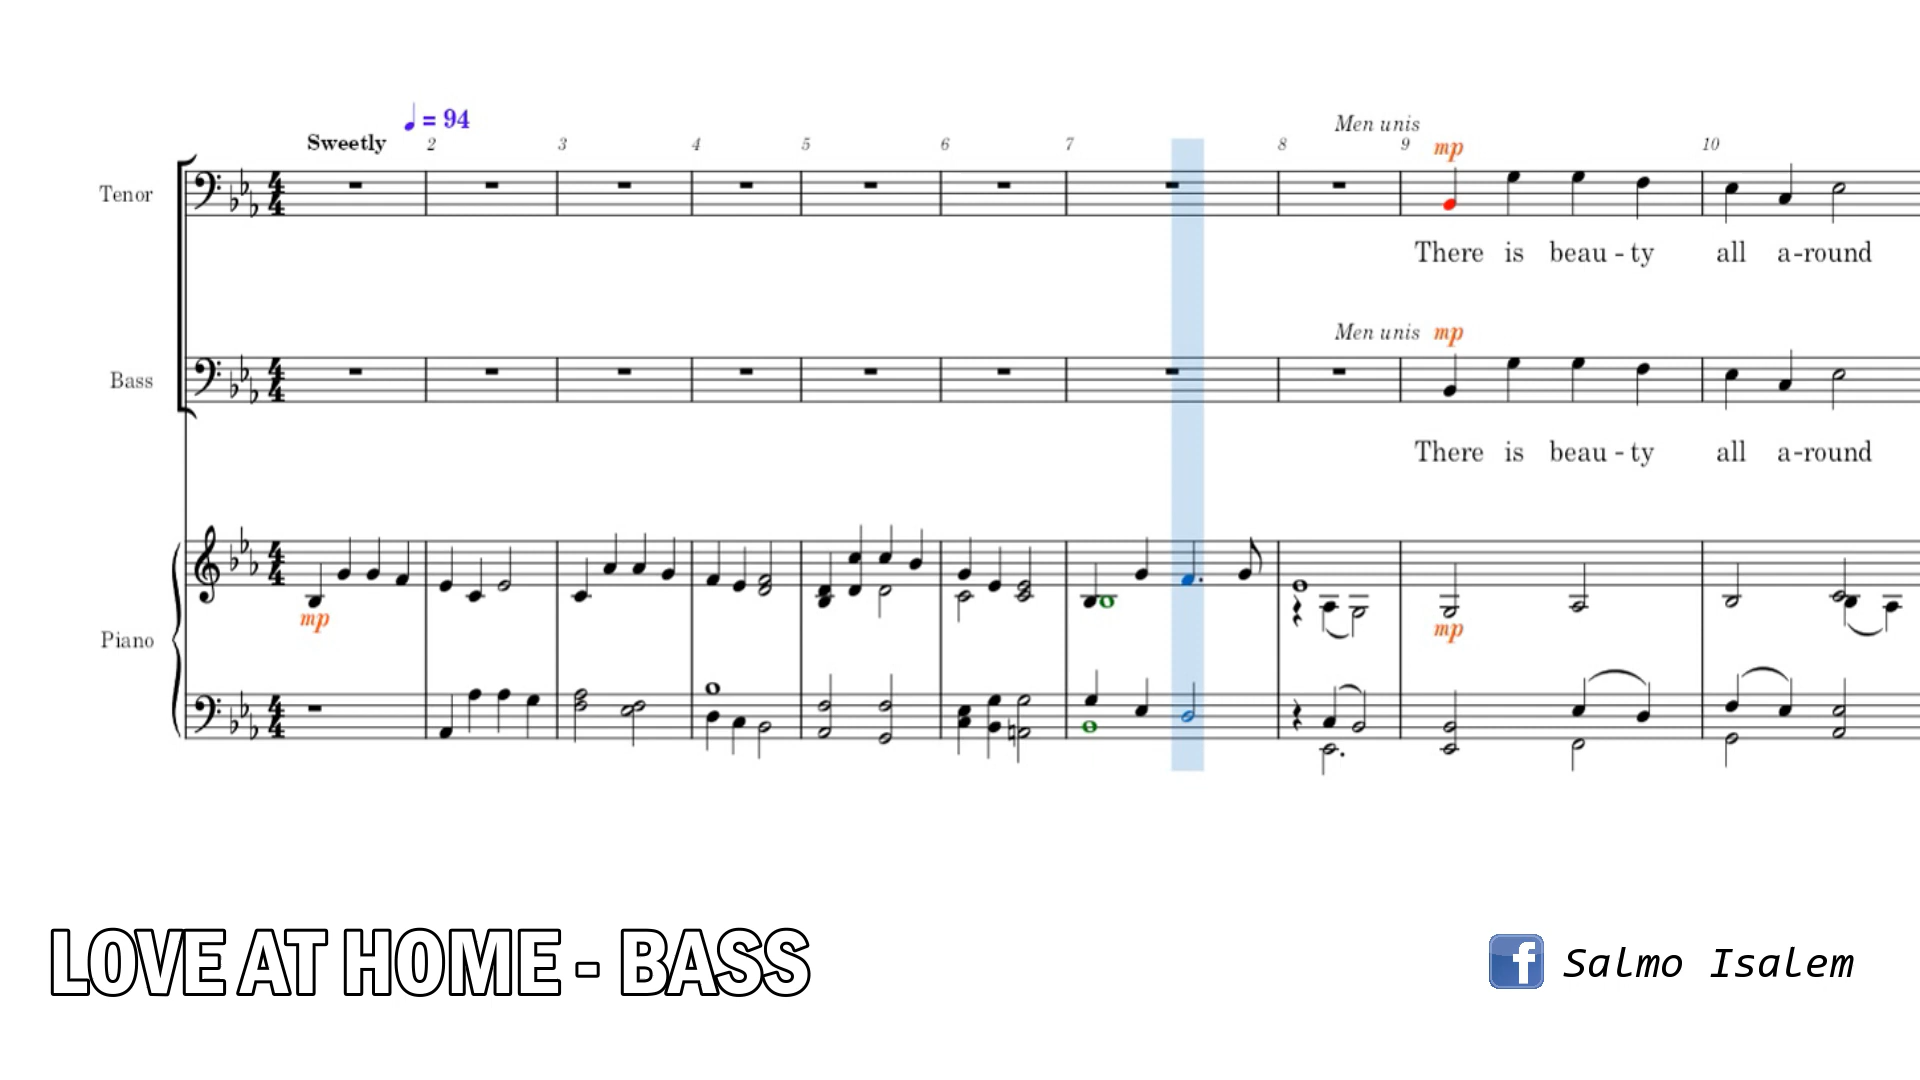 ♩ = 94
Men unis
Sweetly 2 3 4 5 6 7 8 9 mp 10
Tenor
There is beau - ty all a-round
Men unis mp
Bass
There is beau - ty all a-round
mp mp
Piano
LOVE AT HOME - BASS
f Salmo Isalem